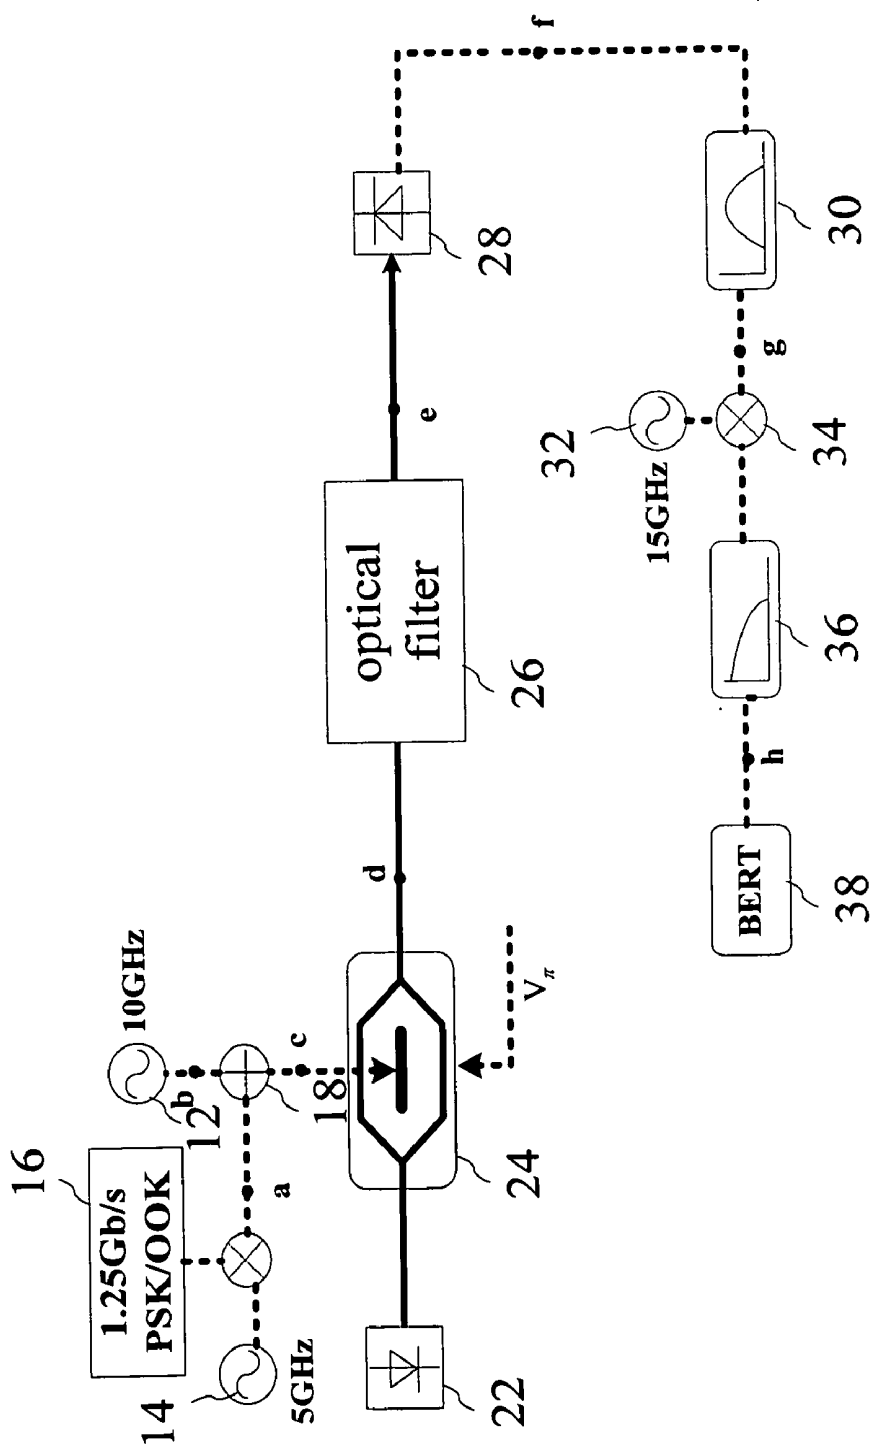 16
1.25Gb/s
PSK/OOK
14
5GHz
a
10GHz
12
b
18
c
22
24
Vπ
d
optical
filter
26
e
28
f
30
g
32
15GHz
34
36
h
BERT
38